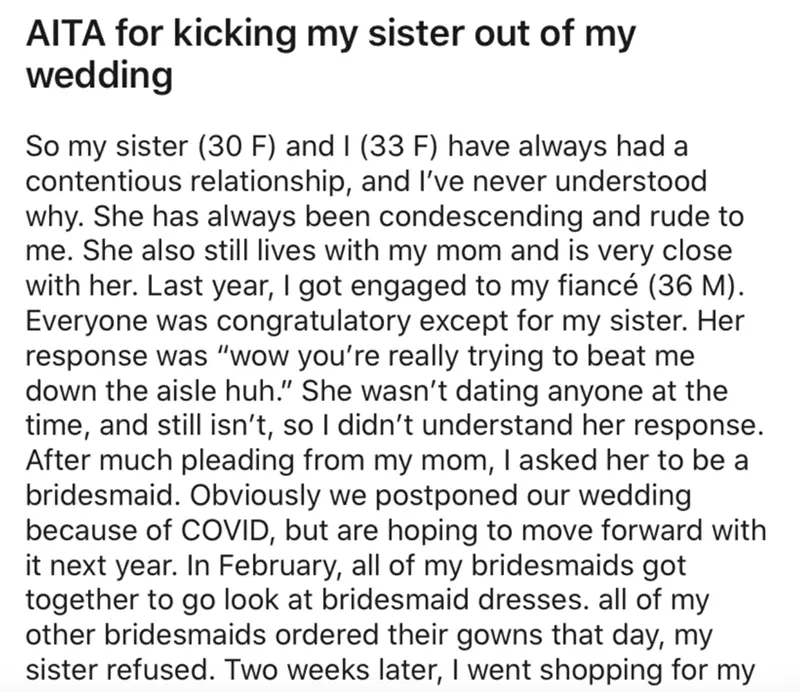 AITA for kicking my sister out of my
wedding
So my sister (30 F) and I (33 F) have always had a
contentious relationship, and I’ve never understood
why. She has always been condescending and rude to
me. She also still lives with my mom and is very close
with her. Last year, I got engaged to my fiancé (36 M).
Everyone was congratulatory except for my sister. Her
response was “wow you’re really trying to beat me
down the aisle huh.” She wasn’t dating anyone at the
time, and still isn’t, so I didn’t understand her response.
After much pleading from my mom, I asked her to be a
bridesmaid. Obviously we postponed our wedding
because of COVID, but are hoping to move forward with
it next year. In February, all of my bridesmaids got
together to go look at bridesmaid dresses. all of my
other bridesmaids ordered their gowns that day, my
sister refused. Two weeks later, I went shopping for my